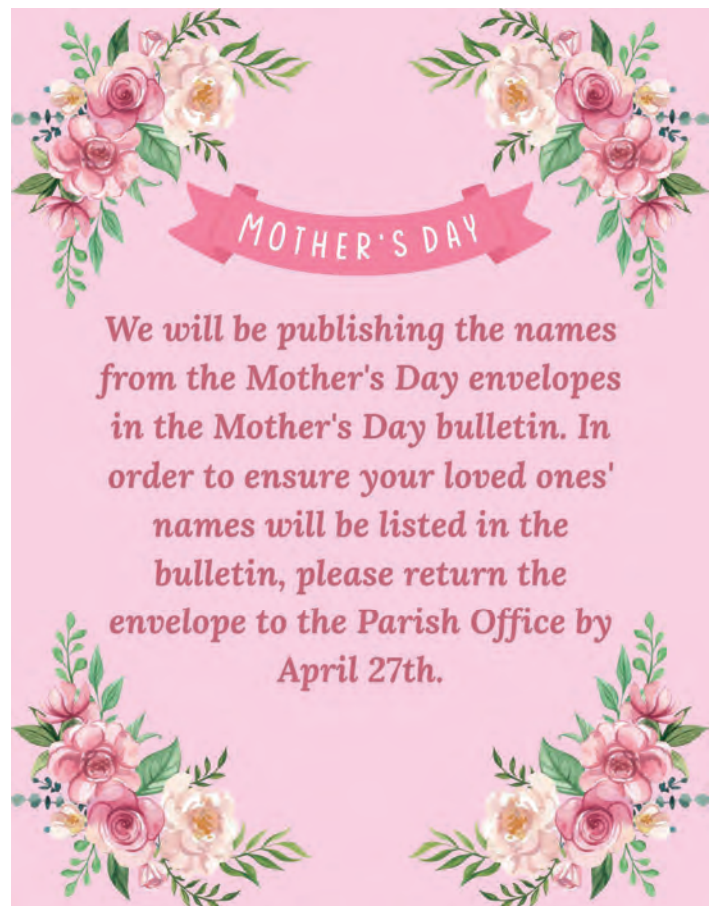 MOTHER'S DAY
We will be publishing the names
from the Mother's Day envelopes
in the Mother's Day bulletin. In
order to ensure your loved ones'
names will be listed in the
bulletin, please return the
envelope to the Parish Office by
April 27th.